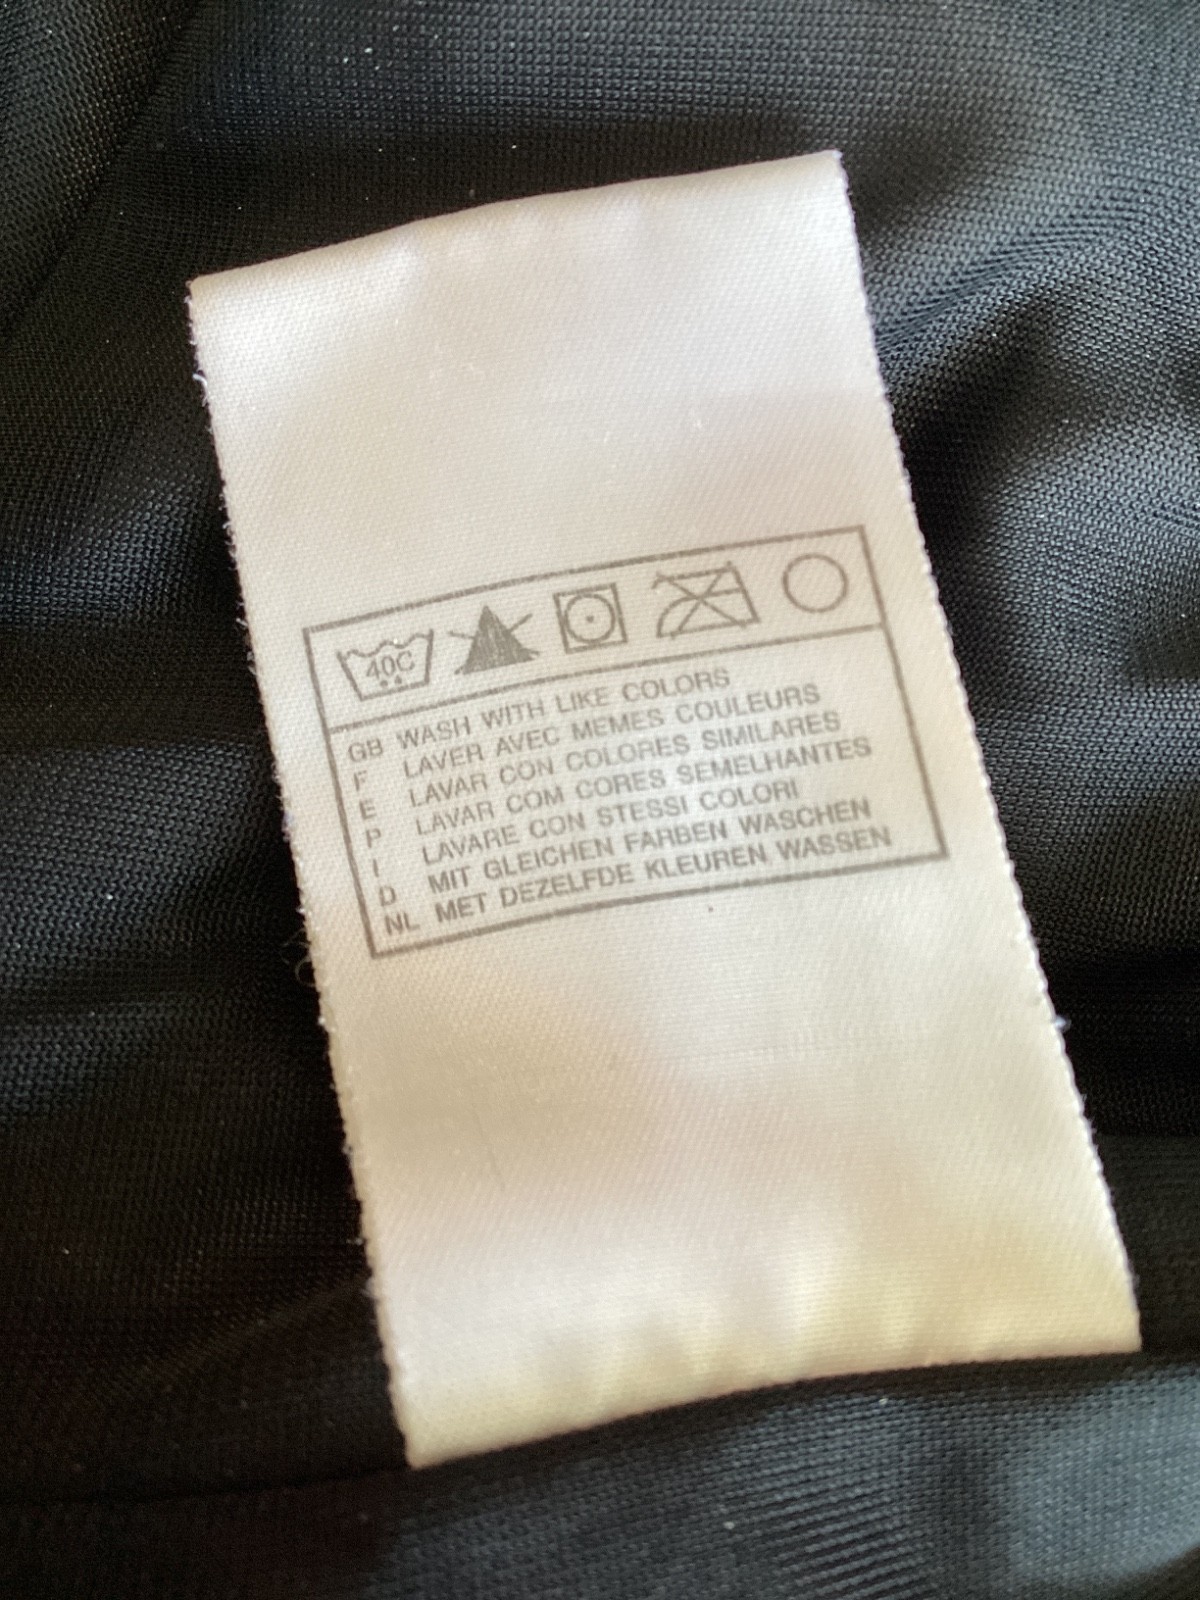 40C
GB WASH WITH LIKE COLORS
F LAVER AVEC MEMES COULEURS
E LAVAR CON COLORES SIMILARES
P LAVAR COM CORES SEMELHANTES
I LAVARE CON STESSI COLORI
D MIT GLEICHEN FARBEN WASCHEN
NL MET DEZELFDE KLEUREN WASSEN